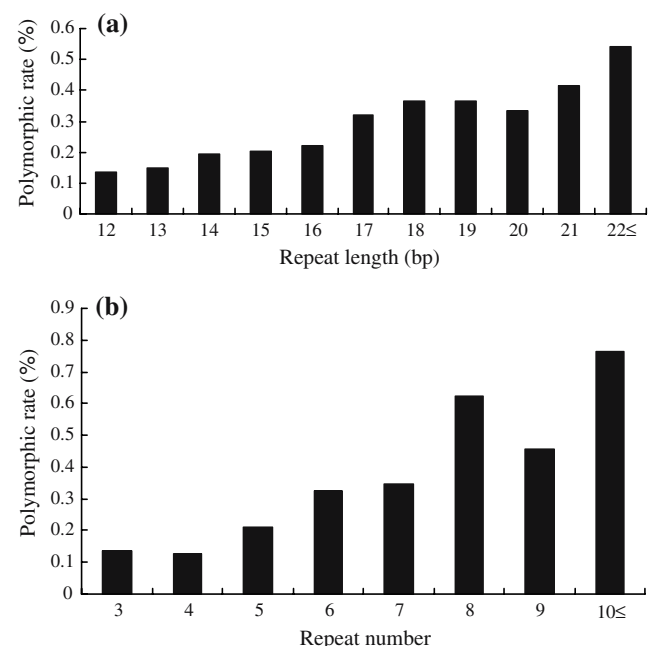 (a)
Polymorphic rate (%)
0.6
0.5
0.4
0.3
0.2
0.1
0
12 13 14 15 16 17 18 19 20 21 22≤
Repeat length (bp)
(b)
Polymorphic rate (%)
0.9
0.8
0.7
0.6
0.5
0.4
0.3
0.2
0.1
0
3 4 5 6 7 8 9 10≤
Repeat number